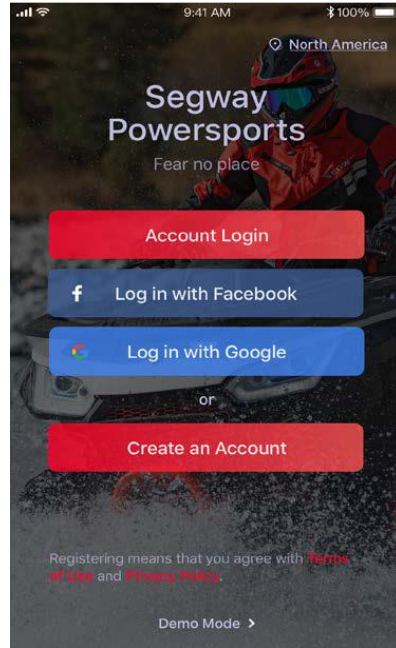 9:41 AM
100%
North America
Segway
Powersports
Fear no place
Account Login
f Log in with Facebook
G Log in with Google
or
Create an Account
Registering means that you agree with Terms
of Use and Privacy Policy.
Demo Mode >